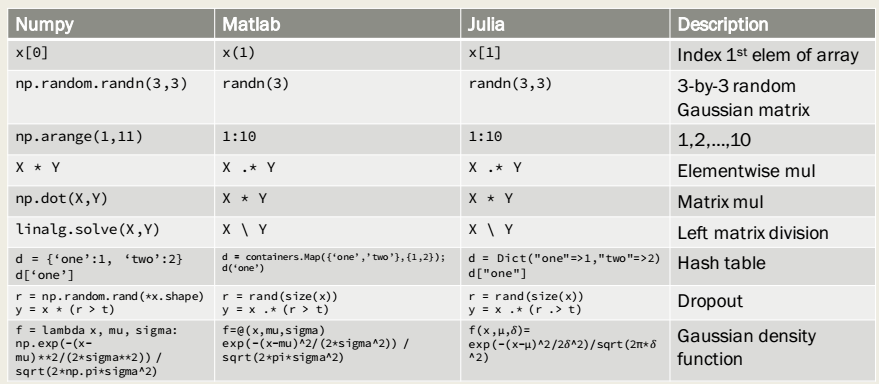 Numpy Matlab Julia Description
x[0] x(1) x[1] Index 1st elem of array
np.random.randn(3,3) randn(3) randn(3,3) 3-by-3 random
Gaussian matrix
np.arange(1,11) 1:10 1:10 1,2,…,10
X * Y X .* Y X .* Y Elementwise mul
np.dot(X,Y) X * Y X * Y Matrix mul
linalg.solve(X,Y) X \ Y X \ Y Left matrix division
d = {‘one’:1, ‘two’:2} d = containers.Map({‘one’,’two’},{1,2}); d = Dict("one"=>1,"two"=>2) Hash table
d[‘one’] d(‘one’) d["one"]
r = np.random.rand(*x.shape) r = rand(size(x)) r = rand(size(x)) Dropout
y = x * (r > t) y = x .* (r > t) y = x .* (r .> t)
f = lambda x, mu, sigma: f=@(x,mu,sigma) f(x,μ,δ)= Gaussian density
np.exp(-(x- exp(-(x-mu)^2/(2*sigma^2)) / exp(-(x-μ)^2/2δ^2)/sqrt(2π*δ function
mu)**2/(2*sigma**2)) / sqrt(2*pi*sigma^2) ^2)
sqrt(2*np.pi*sigma^2)